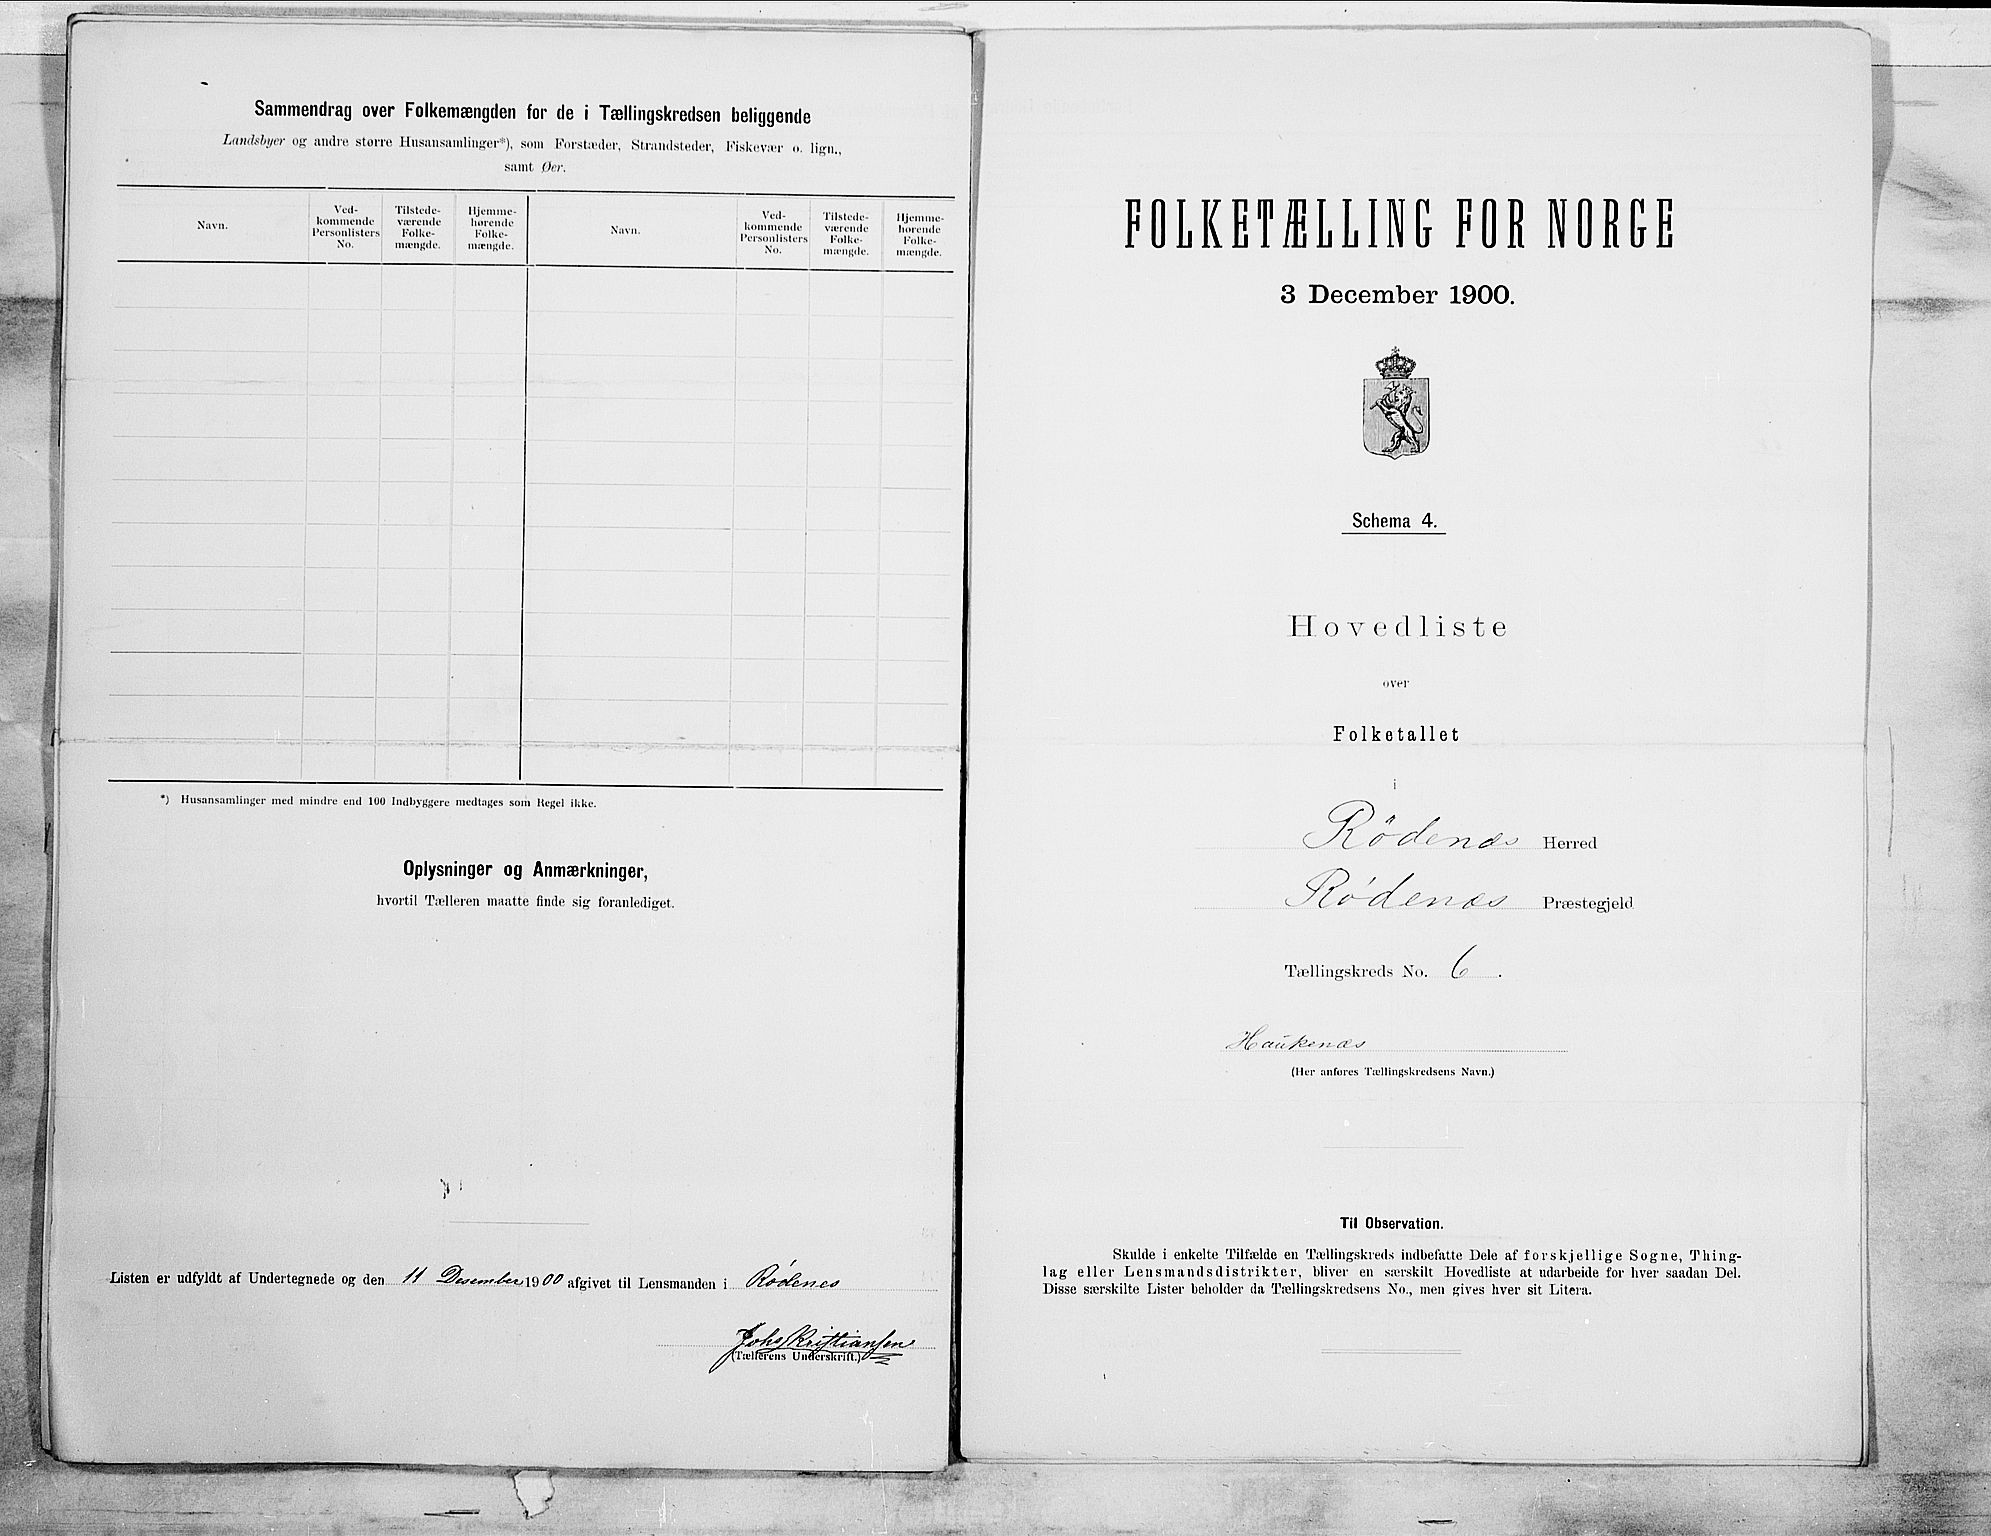 Sammendrag over Folkemængden for de i Tællingskredsen beliggende
Landsbyer og andre større Husansamlinger*), som Forstæder, Strandsteder, Fiskevær o. lign.,
samt Øer.
Navn.
Ved-
kommende
Personlisters
No.
Tilstede-
værende
Folke-
mængde.
Hjemme-
hørende
Folke-
mængde.
Navn.
Ved-
kommende
Personlisters
No.
Tilstede-
værende
Folke-
mængde.
Hjemme-
hørende
Folke-
mængde.
*) Husansamlinger med mindre end 100 Indbyggere medtages som Regel ikke.
Oplysninger og Anmærkninger,
hvortil Tælleren maatte finde sig foranlediget.
Listen er udfyldt af Undertegnede og den 11 Desember 1900 afgivet til Lensmanden i Rødenes
Johs Kristiansen
(Tællerens Underskrift.)
FOLKETÆLLING FOR NORGE
3 December 1900.
Schema 4.
Hovedliste
over
Folketallet
i
Rødenæs Herred
Rødenæs Præstegjeld
Tællingskreds No. 6.
Haukenæs
(Her anføres Tællingskredsens Navn.)
Til Observation.
Skulde i enkelte Tilfælde en Tællingskreds indbefatte Dele af forskjellige Sogne, Thing-
lag eller Lensmandsdistrikter, bliver en særskilt Hovedliste at udarbeide for hver saadan Del.
Disse særskilte Lister beholder da Tællingskredsens No., men gives hver sit Litera.